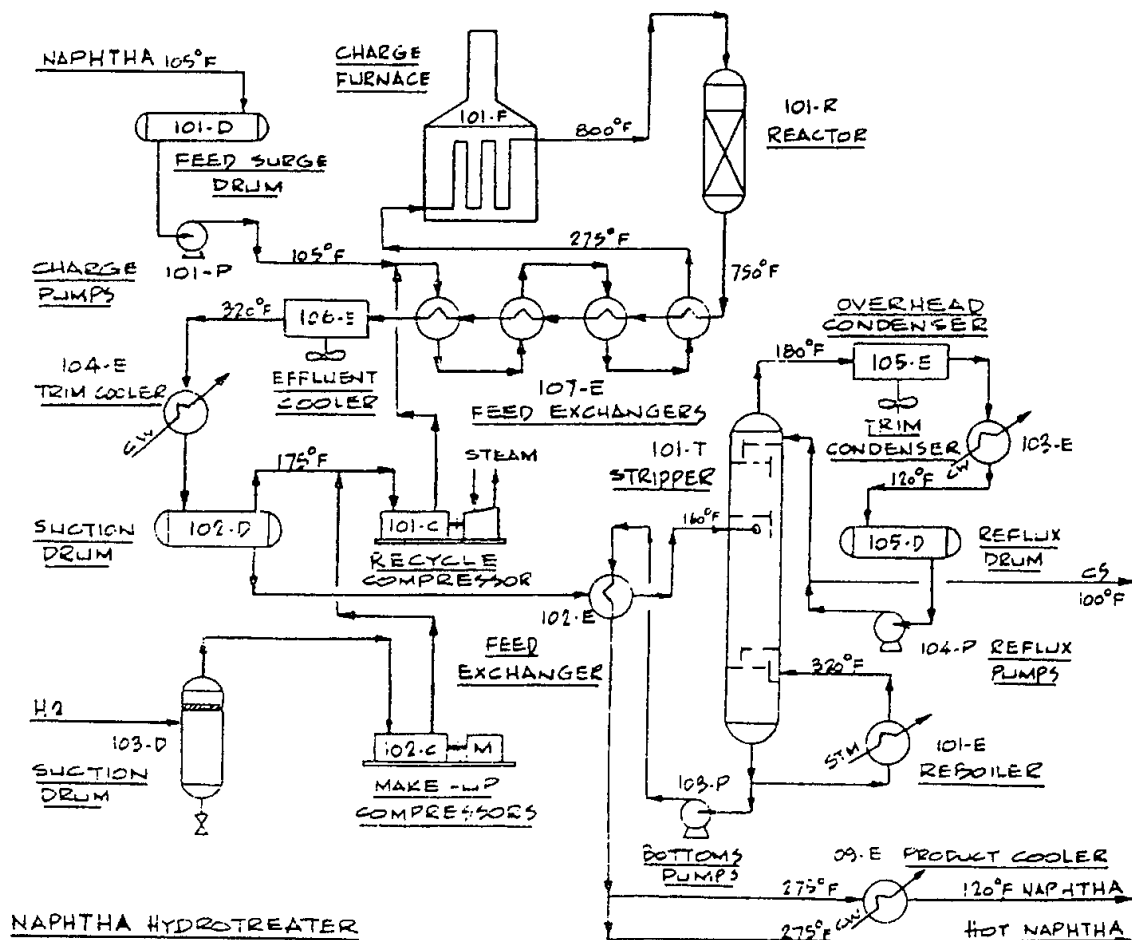 NAPHTHA 105°F
101-D
FEED SURGE
DRUM
CHARGE
FURNACE
101-F
800°F
101-R
REACTOR
101-P
CHARGE
PUMPS
105°F
275°F
750°F
320°F
106-E
EFFLUENT
COOLER
107-E
FEED EXCHANGERS
104-E
TRIM COOLER
CW
OVERHEAD
CONDENSER
180°F
105-E
TRIM
CONDENSER
CW
103-E
120°F
101-T
STRIPPER
175°F
STEAM
SUCTION
DRUM
102-D
101-C
RECYCLE
COMPRESSOR
160°F
105-D
REFLUX
DRUM
C5
100°F
102-E
FEED
EXCHANGER
104-P
REFLUX
PUMPS
320°F
H2
103-D
SUCTION
DRUM
102-C
M
MAKE-UP
COMPRESSORS
STM
101-E
REBOILER
103-P
BOTTOMS
PUMPS
09-E PRODUCT COOLER
275°F
CW
120°F NAPHTHA
275°F
HOT NAPHTHA
NAPHTHA HYDROTREATER